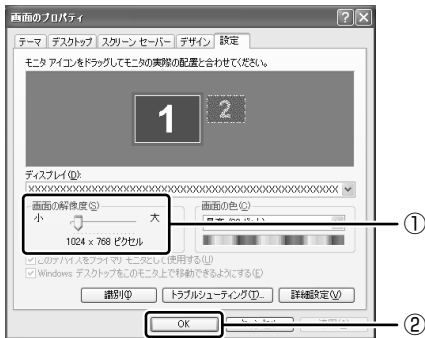 画面のプロパティ
テーマ デスクトップ スクリーン セーバー デザイン 設定
モニタ アイコンをドラッグしてモニタの実際の配置と合わせてください。
1 2
ディスプレイ(D):
XXXXXXXXXXXXXXXXXXXXXXXXXXXXXXXXXXXXXXXXXXXXXXX
画面の解像度(S)
小 大
1024 x 768 ピクセル
画面の色(C)
①
このデバイスをプライマリ モニタとして使用する(U)
Windows デスクトップをこのモニタ上で移動できるようにする(E)
識別(I) トラブルシューティング(T)... 詳細設定(V)
OK
②